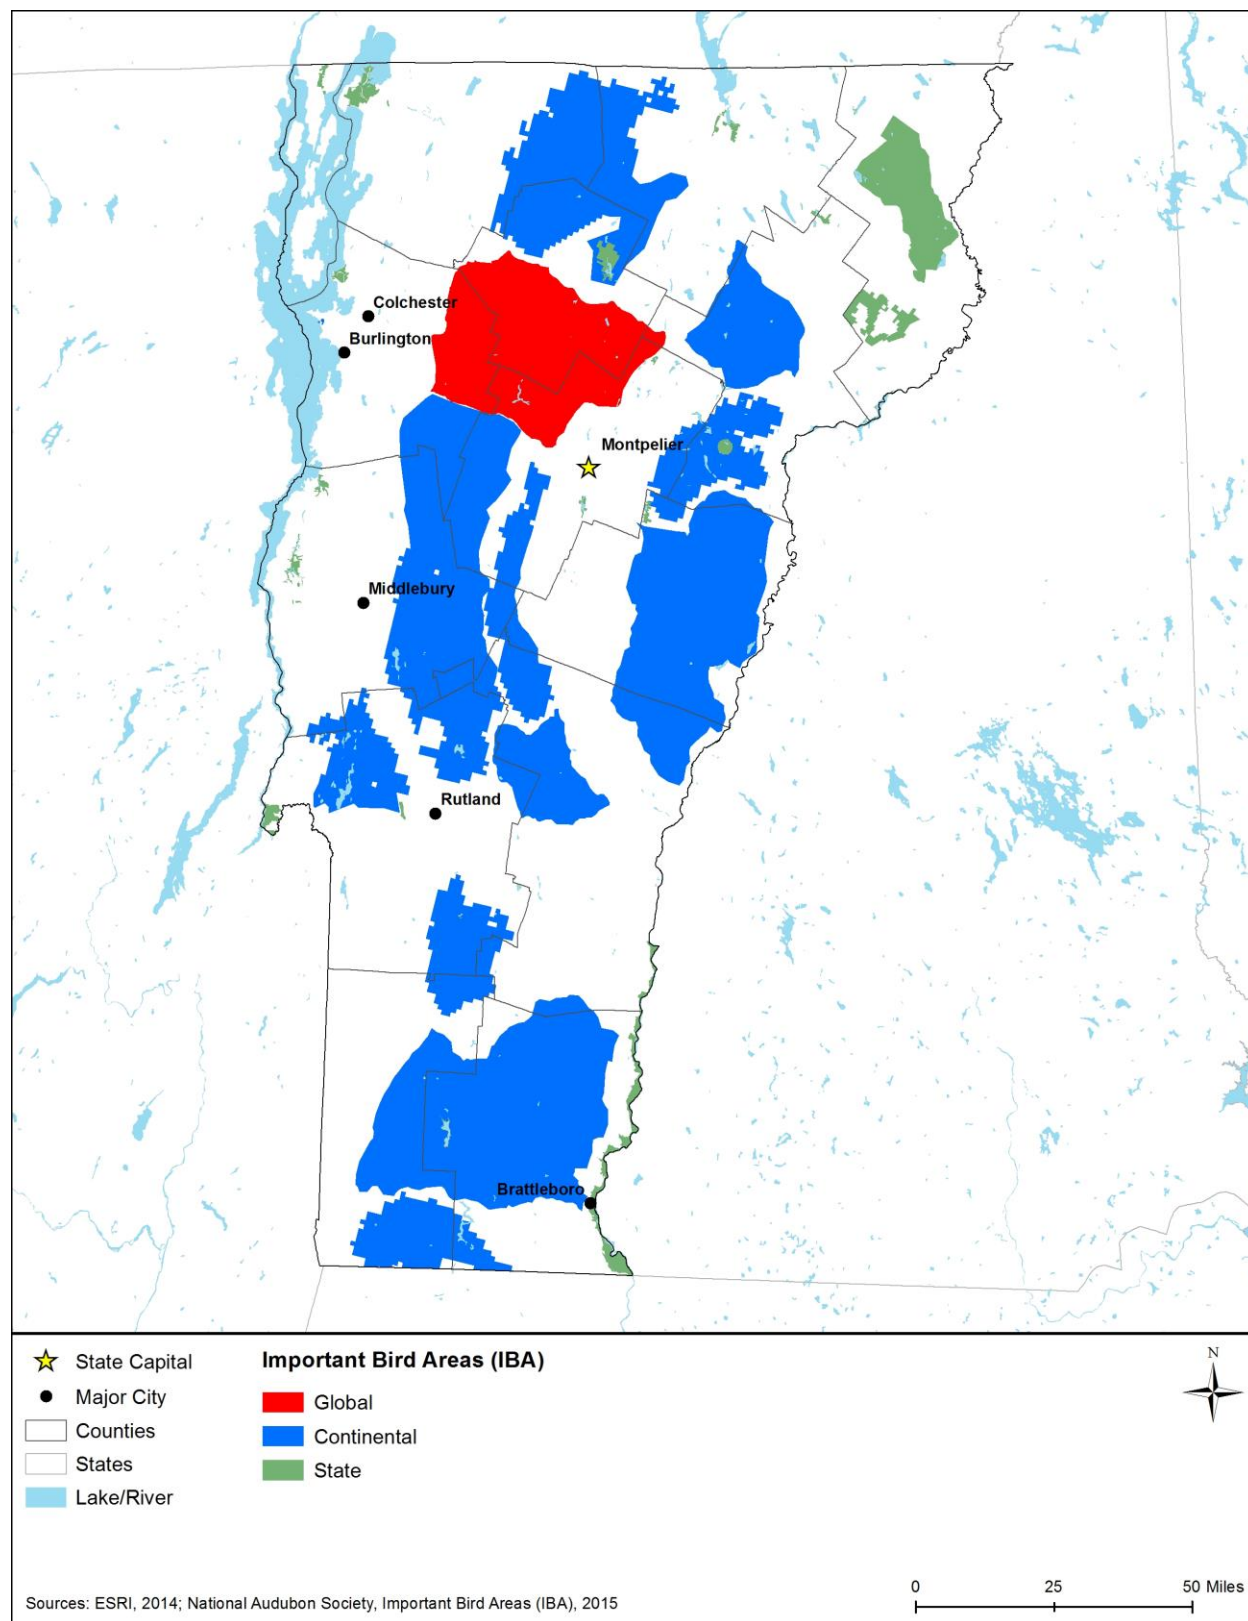 Colchester
Burlington
Montpelier
Middlebury
Rutland
Brattleboro
State Capital
Major City
Counties
States
Lake/River
Important Bird Areas (IBA)
Global
Continental
State
N
0 25 50 Miles
Sources: ESRI, 2014; National Audubon Society, Important Bird Areas (IBA), 2015